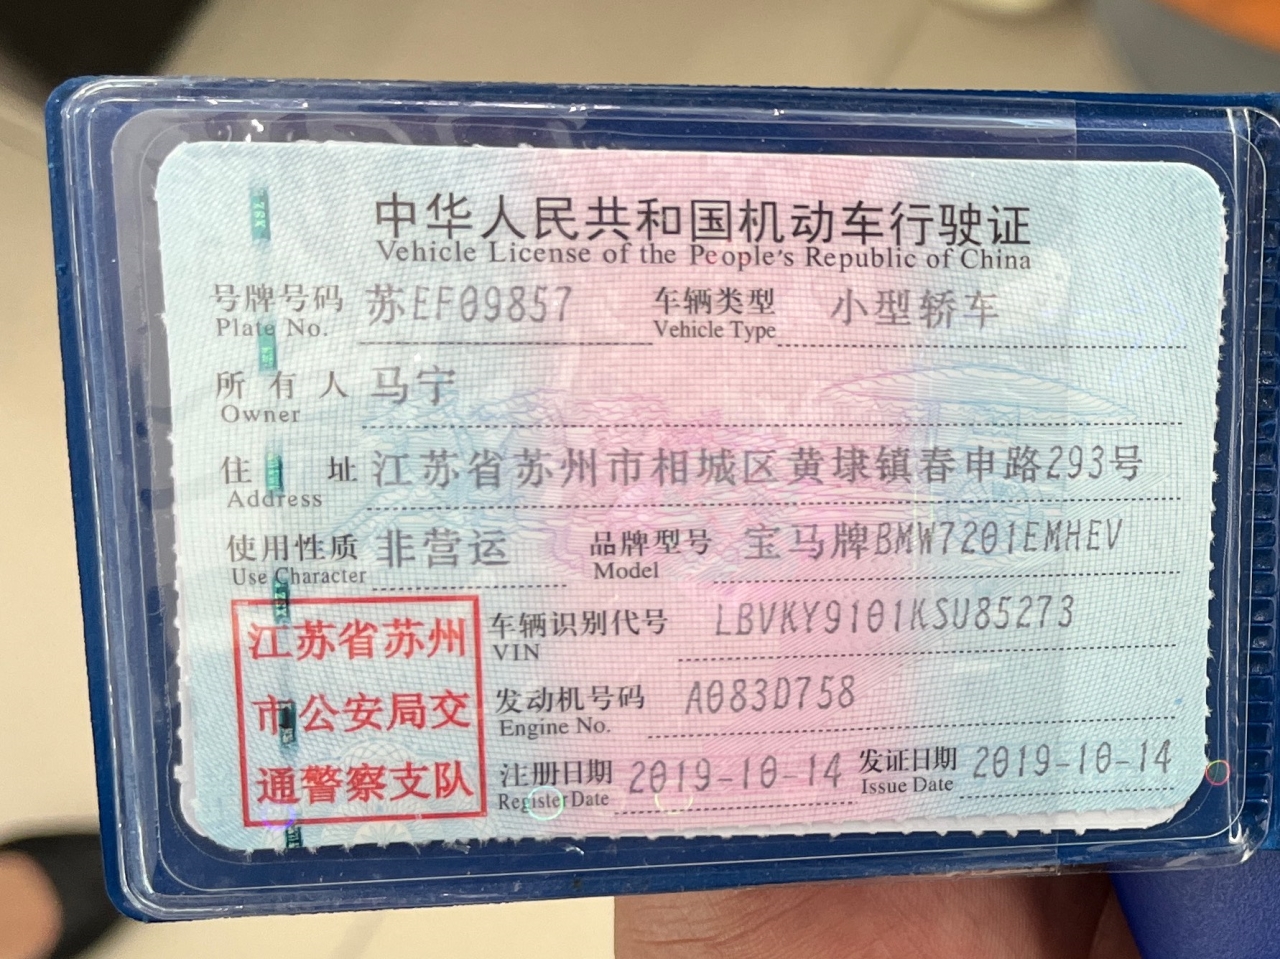 中华人民共和国机动车行驶证
Vehicle License of the People's Republic of China
号牌号码 苏EF09857 车辆类型 小型轿车
Plate No. Vehicle Type
所有人 马宁
Owner
住址 江苏省苏州市相城区黄埭镇春申路293号
Address
使用性质 非营运 品牌型号 宝马牌BMW7201EMHEV
Use Character Model
江苏省苏州
市公安局交
通警察支队
车辆识别代号 LBVKY9101KSU85273
VIN
发动机号码 A083D758
Engine No.
注册日期 2019-10-14 发证日期 2019-10-14
Register Date Issue Date